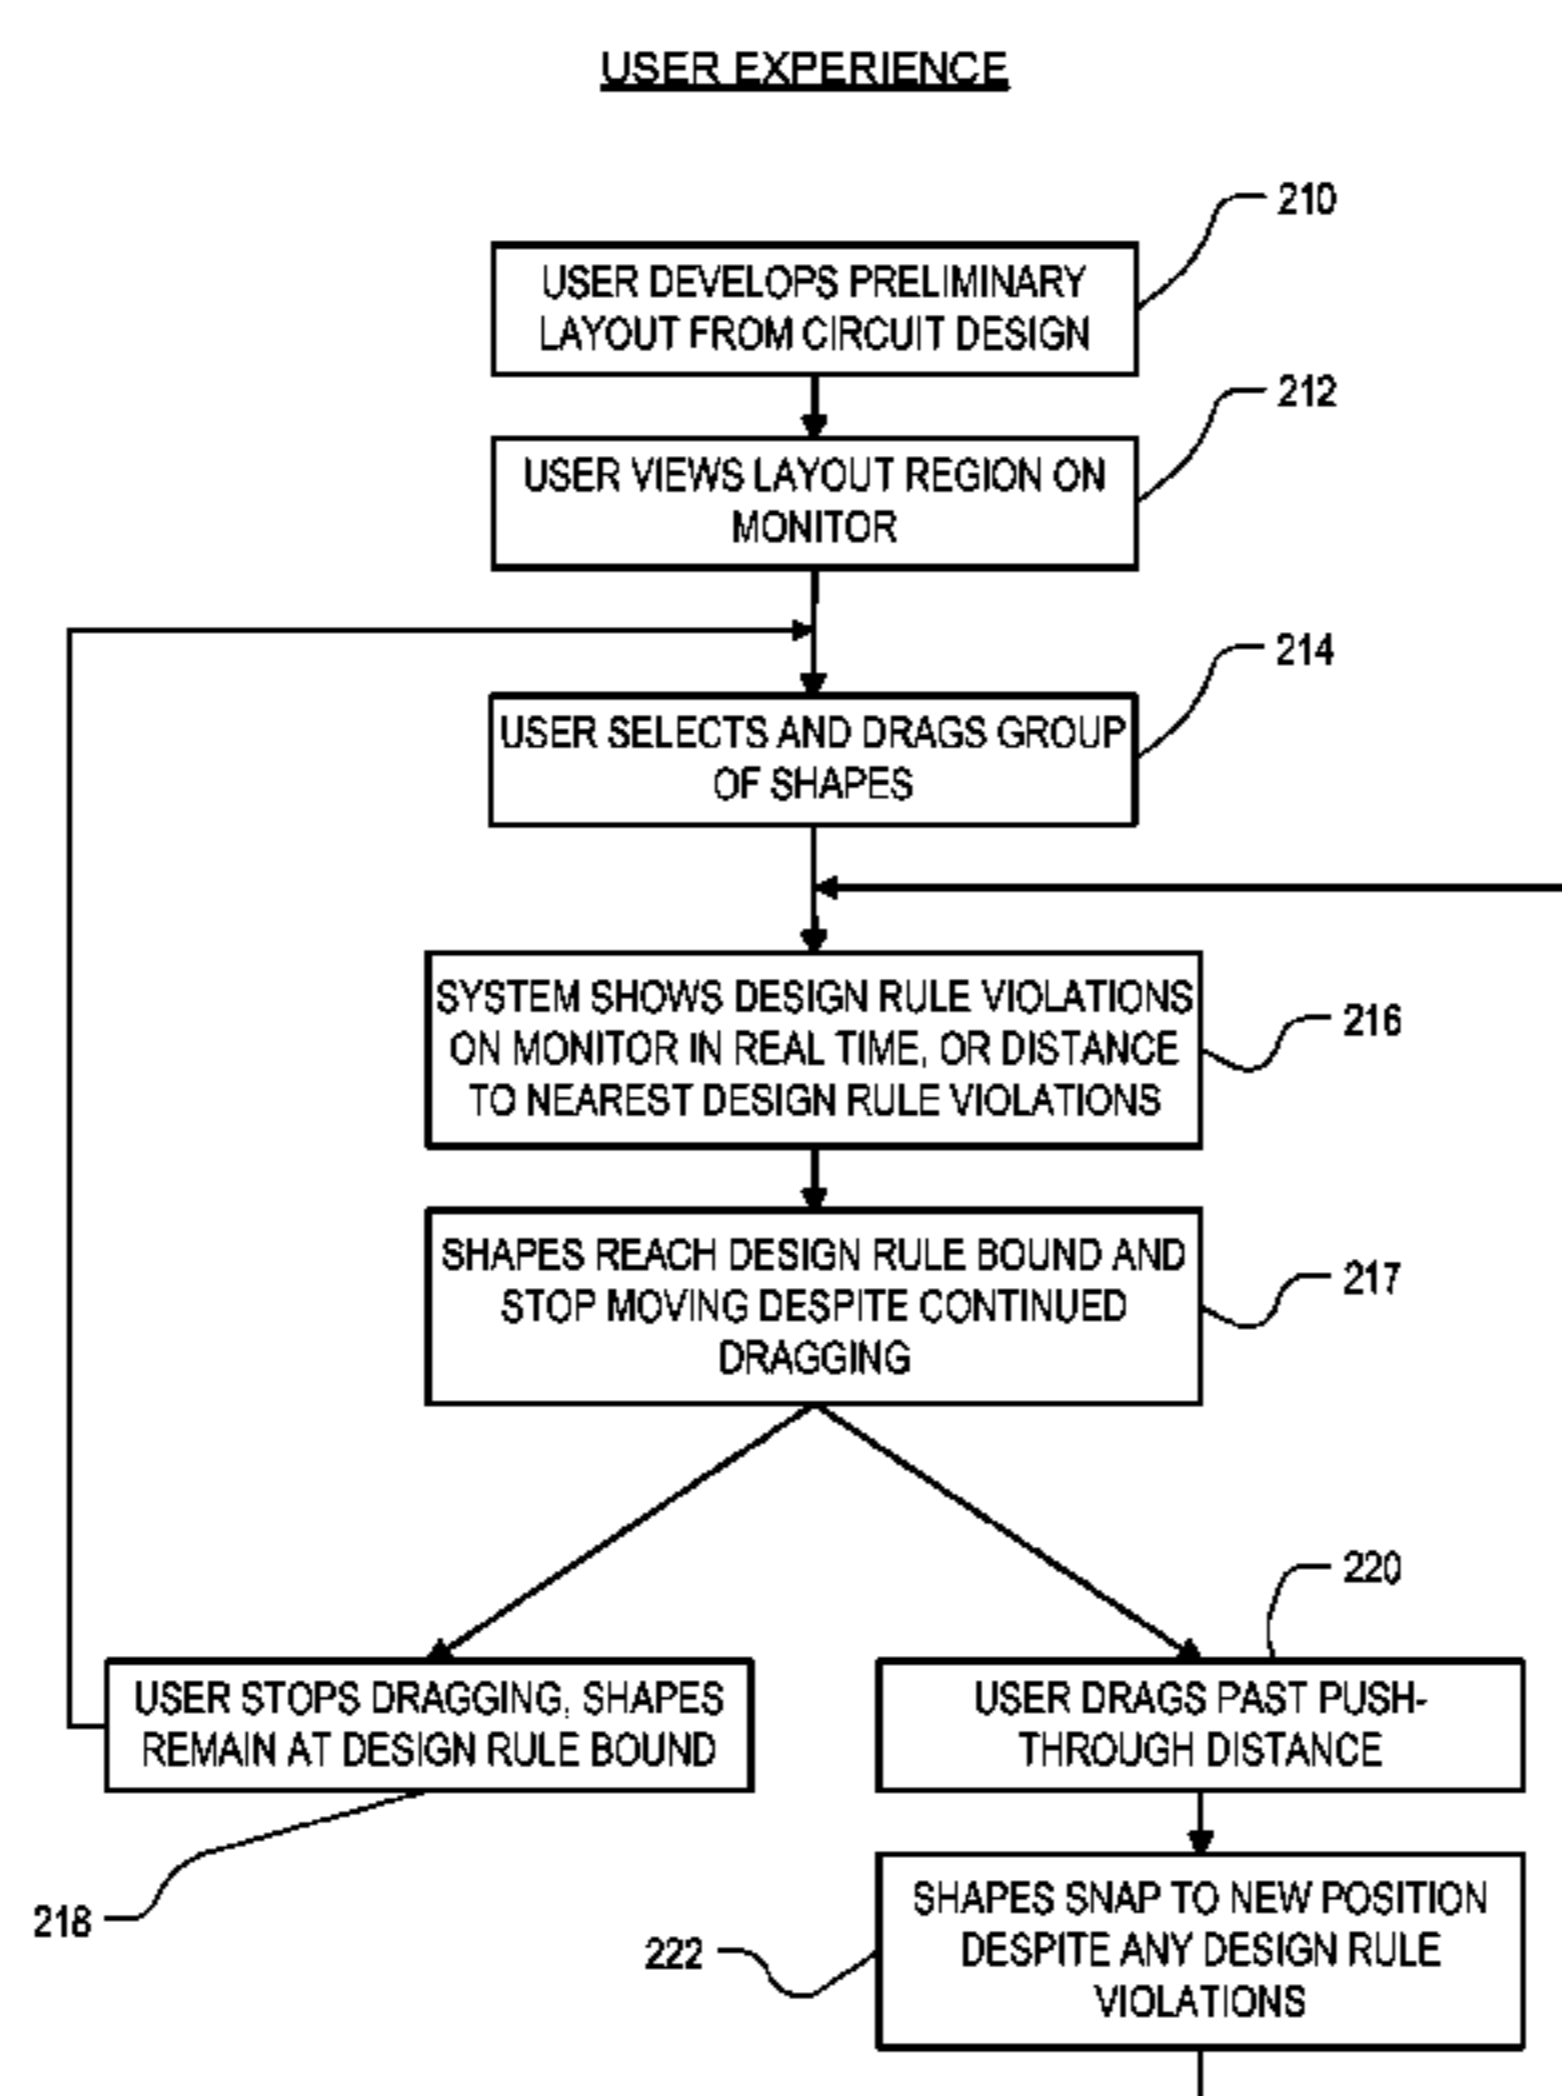 USER EXPERIENCE
210
USER DEVELOPS PRELIMINARY
LAYOUT FROM CIRCUIT DESIGN
212
USER VIEWS LAYOUT REGION ON
MONITOR
214
USER SELECTS AND DRAGS GROUP
OF SHAPES
SYSTEM SHOWS DESIGN RULE VIOLATIONS
ON MONITOR IN REAL TIME, OR DISTANCE
TO NEAREST DESIGN RULE VIOLATIONS
216
SHAPES REACH DESIGN RULE BOUND AND
STOP MOVING DESPITE CONTINUED
DRAGGING
217
220
USER STOPS DRAGGING, SHAPES
REMAIN AT DESIGN RULE BOUND
218
USER DRAGS PAST PUSH-
THROUGH DISTANCE
SHAPES SNAP TO NEW POSITION
DESPITE ANY DESIGN RULE
VIOLATIONS
222